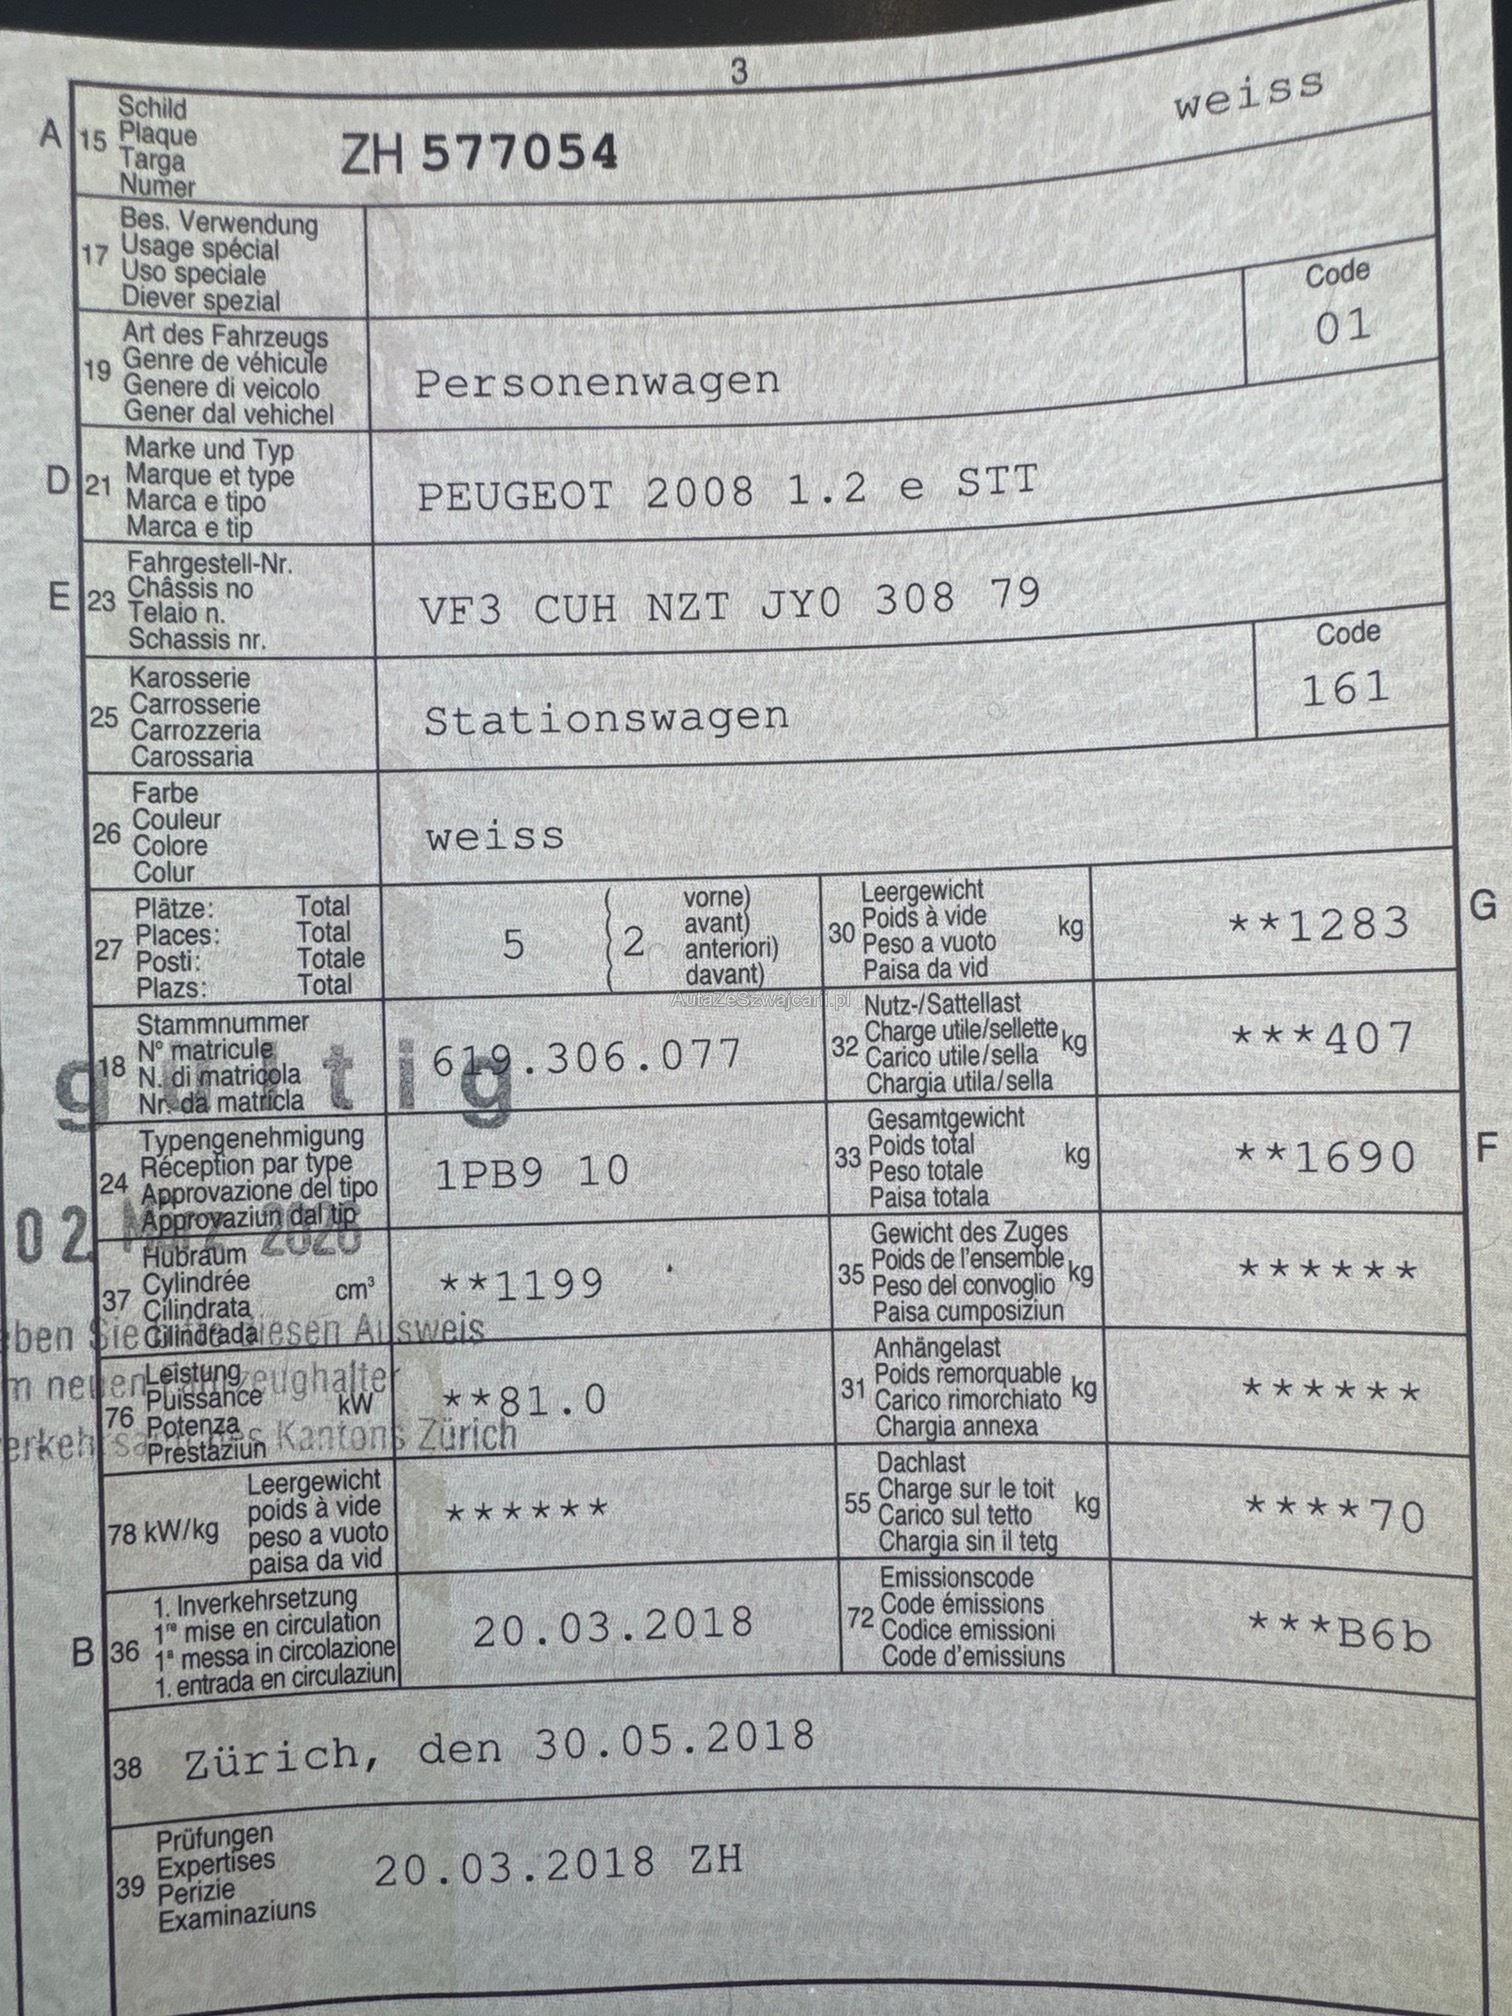 3
A 15 Schild
Plaque
Targa
Numer
ZH 577054
weiss
17 Bes. Verwendung
Usage spécial
Uso speciale
Diever spezial
19 Art des Fahrzeugs
Genre de véhicule
Genere di veicolo
Gener dal vehichel
Personenwagen
Code
01
D 21 Marke und Typ
Marque et type
Marca e tipo
Marca e tip
PEUGEOT 2008 1.2 e STT
E 23 Fahrgestell-Nr.
Châssis no
Telaio n.
Schassis nr.
VF3 CUH NZT JY0 308 79
25 Karosserie
Carrosserie
Carrozzeria
Carossaria
Stationswagen
Code
161
26 Farbe
Couleur
Colore
Colur
weiss
27 Plätze: Total
Places: Total
Posti: Totale
Plazs: Total
5 2
vorne)
avant)
anteriori)
davant)
30 Leergewicht
Poids à vide
Peso a vuoto
Paisa da vid
kg
**1283
G
AutaZeSzwajcarii.pl
18 Stammnummer
N° matricule
N. di matricola
Nr. da matricla
619.306.077
32 Nutz-/Sattellast
Charge utile/sellette
Carico utile/sella
Chargia utila/sella
kg
***407
24 Typengenehmigung
Réception par type
Approvazione del tipo
Approvaziun dal tip
1PB9 10
33 Gesamtgewicht
Poids total
Peso totale
Paisa totala
kg
**1690
F
02 März 2026
37 Hubraum
Cylindrée
Cilindrata
Cilindrada
cm³
**1199
35 Gewicht des Zuges
Poids de l'ensemble
Peso del convoglio
Paisa cumposiziun
kg
******
diesen Ausweis
76 Leistung
Puissance
Potenza
Prestaziun
kW
**81.0
31 Anhängelast
Poids remorquable
Carico rimorchiato
Chargia annexa
kg
******
Kantons Zürich
78 kW/kg
Leergewicht
poids à vide
peso a vuoto
paisa da vid
******
55 Dachlast
Charge sur le toit
Carico sul tetto
Chargia sin il tetg
kg
****70
B 36 1. Inverkehrsetzung
1re mise en circulation
1a messa in circolazione
1. entrada en circulaziun
20.03.2018
72 Emissionscode
Code émissions
Codice emissioni
Code d'emissiuns
***B6b
38 Zürich, den 30.05.2018
39 Prüfungen
Expertises
Perizie
Examinaziuns
20.03.2018 ZH